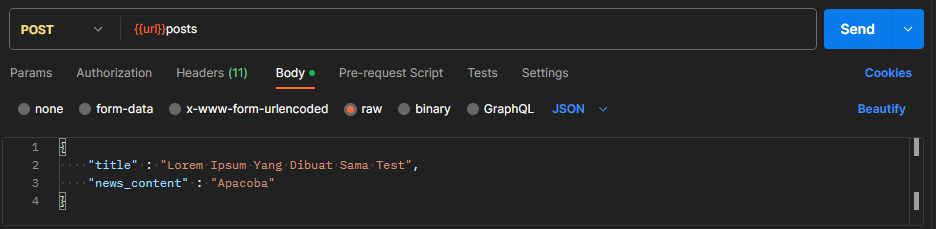 POST {{url}}posts Send
Params Authorization Headers (11) Body Pre-request Script Tests Settings Cookies
none form-data x-www-form-urlencoded raw binary GraphQL JSON Beautify
1 {
2 "title" : "Lorem Ipsum Yang Dibuat Sama Test",
3 "news_content" : "Apacoba"
4 }